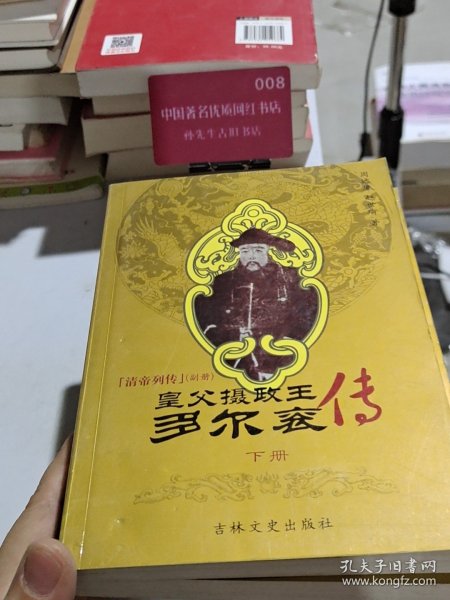 008
中国著名优质网红书店
孙先生古旧书店
周远廉 赵世瑜 著
「清帝列传」(副册)
皇父摄政王
多尔衮传
下册
吉林文史出版社
孔夫子旧书网
www.kongfz.com